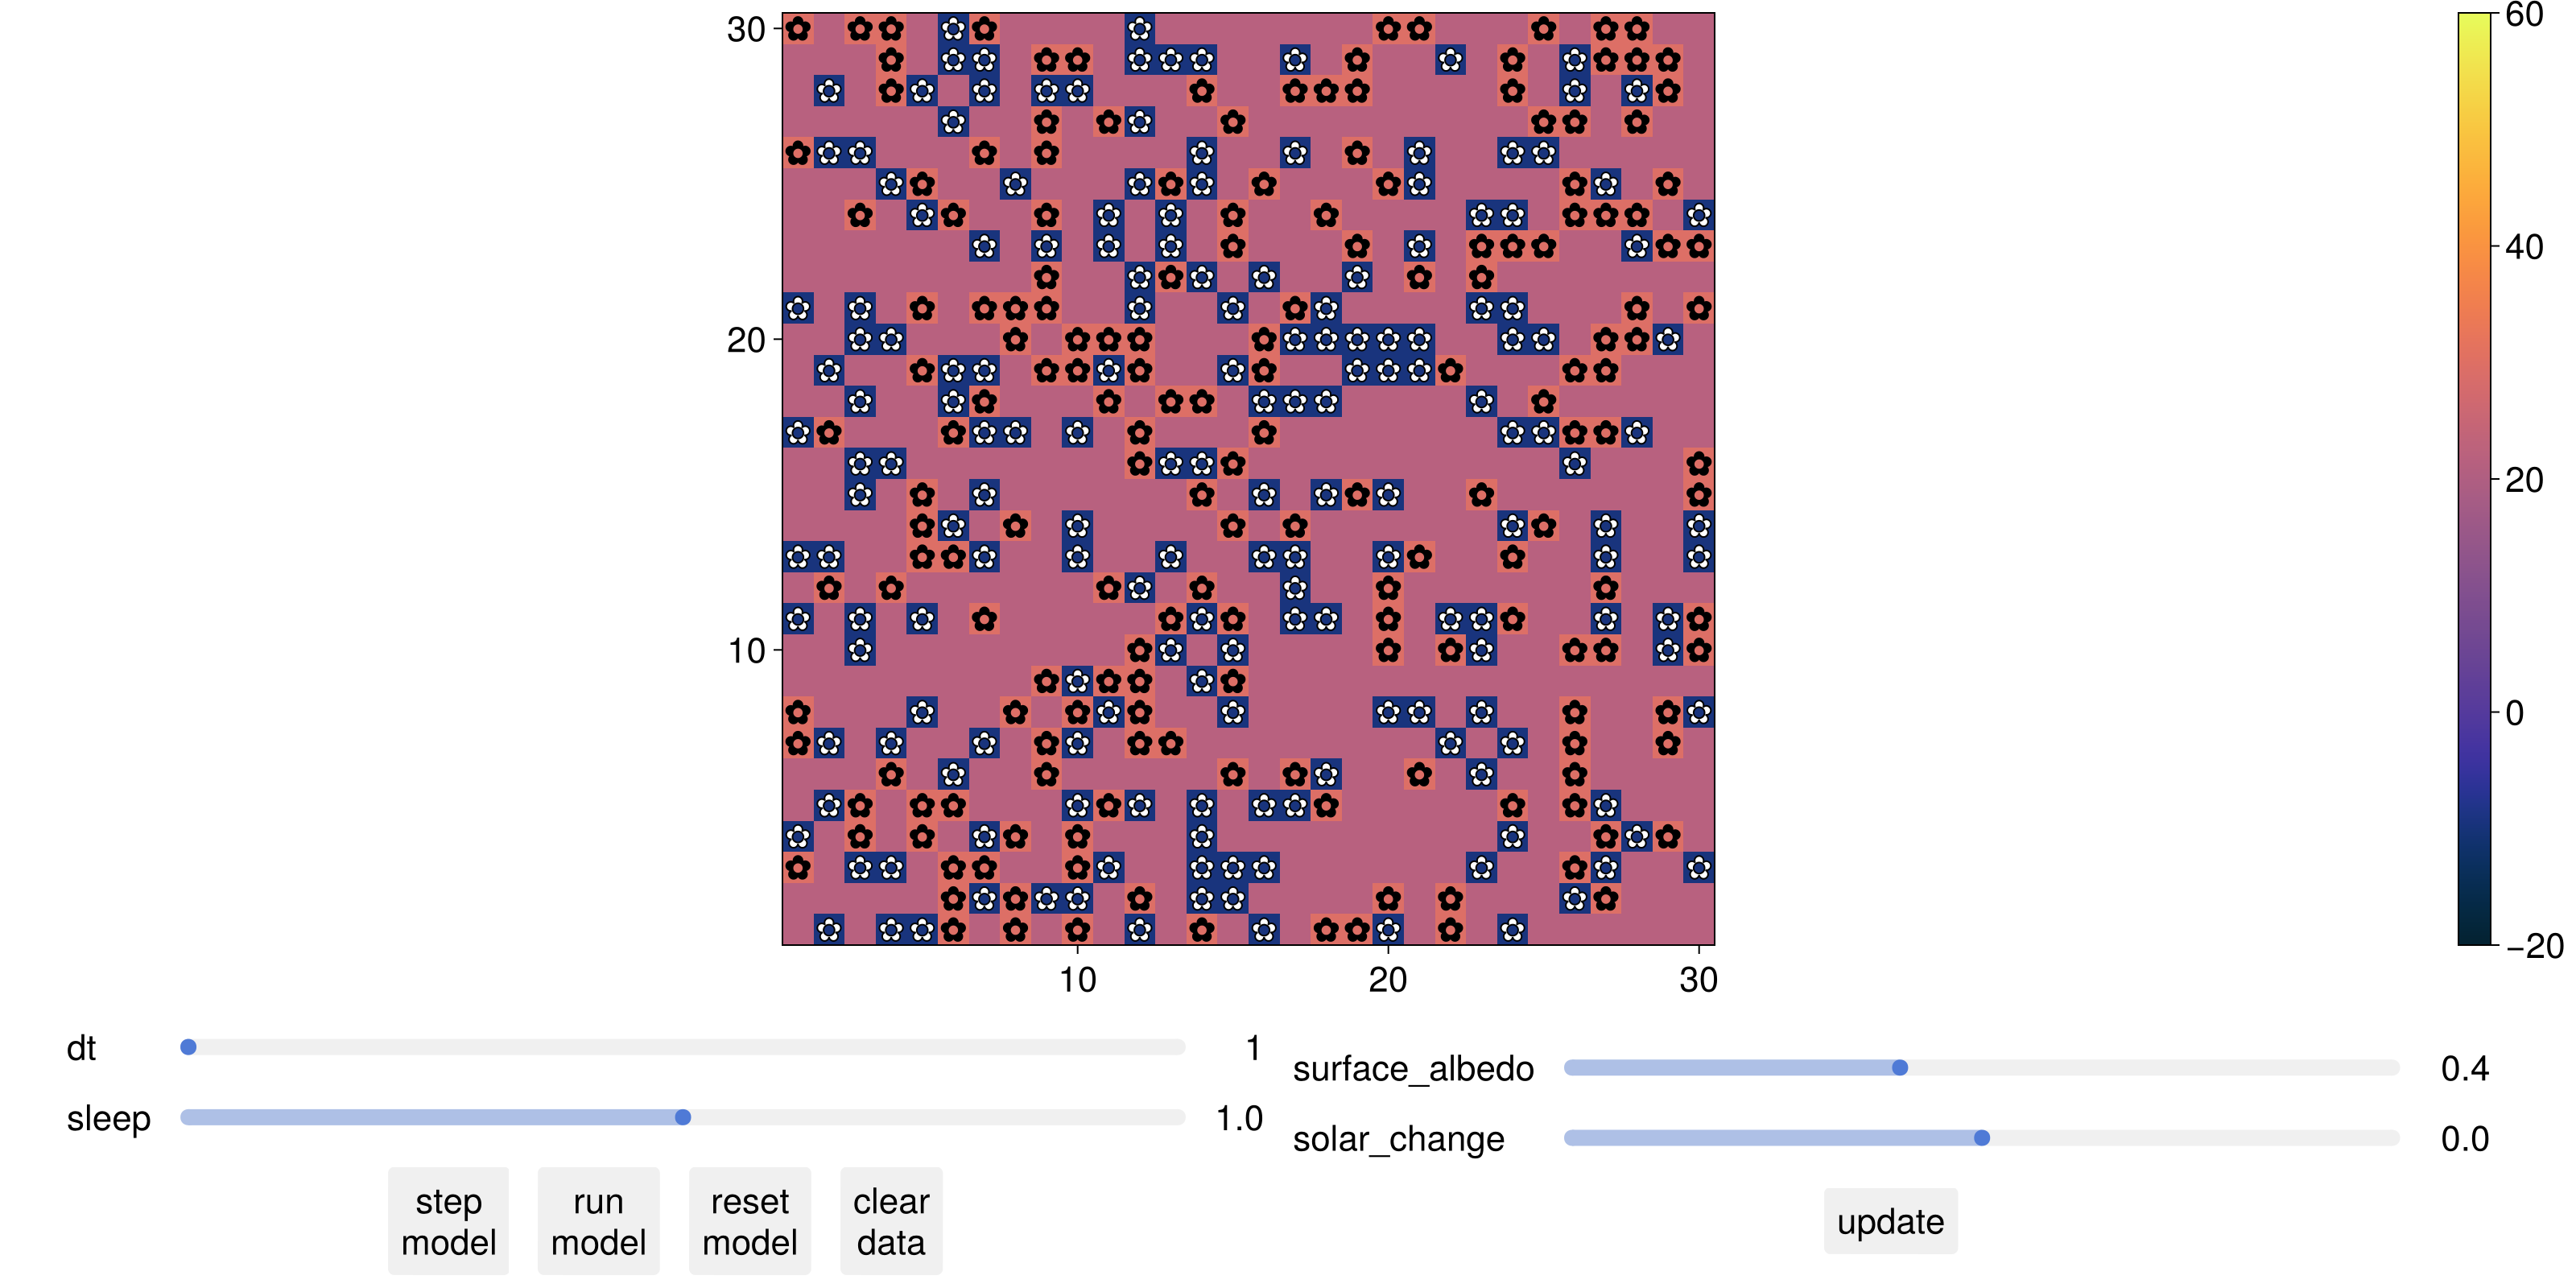 30
20
10
10
20
30
60
40
20
0
−20
dt
1
sleep
1.0
surface_albedo
0.4
solar_change
0.0
step
model
run
model
reset
model
clear
data
update